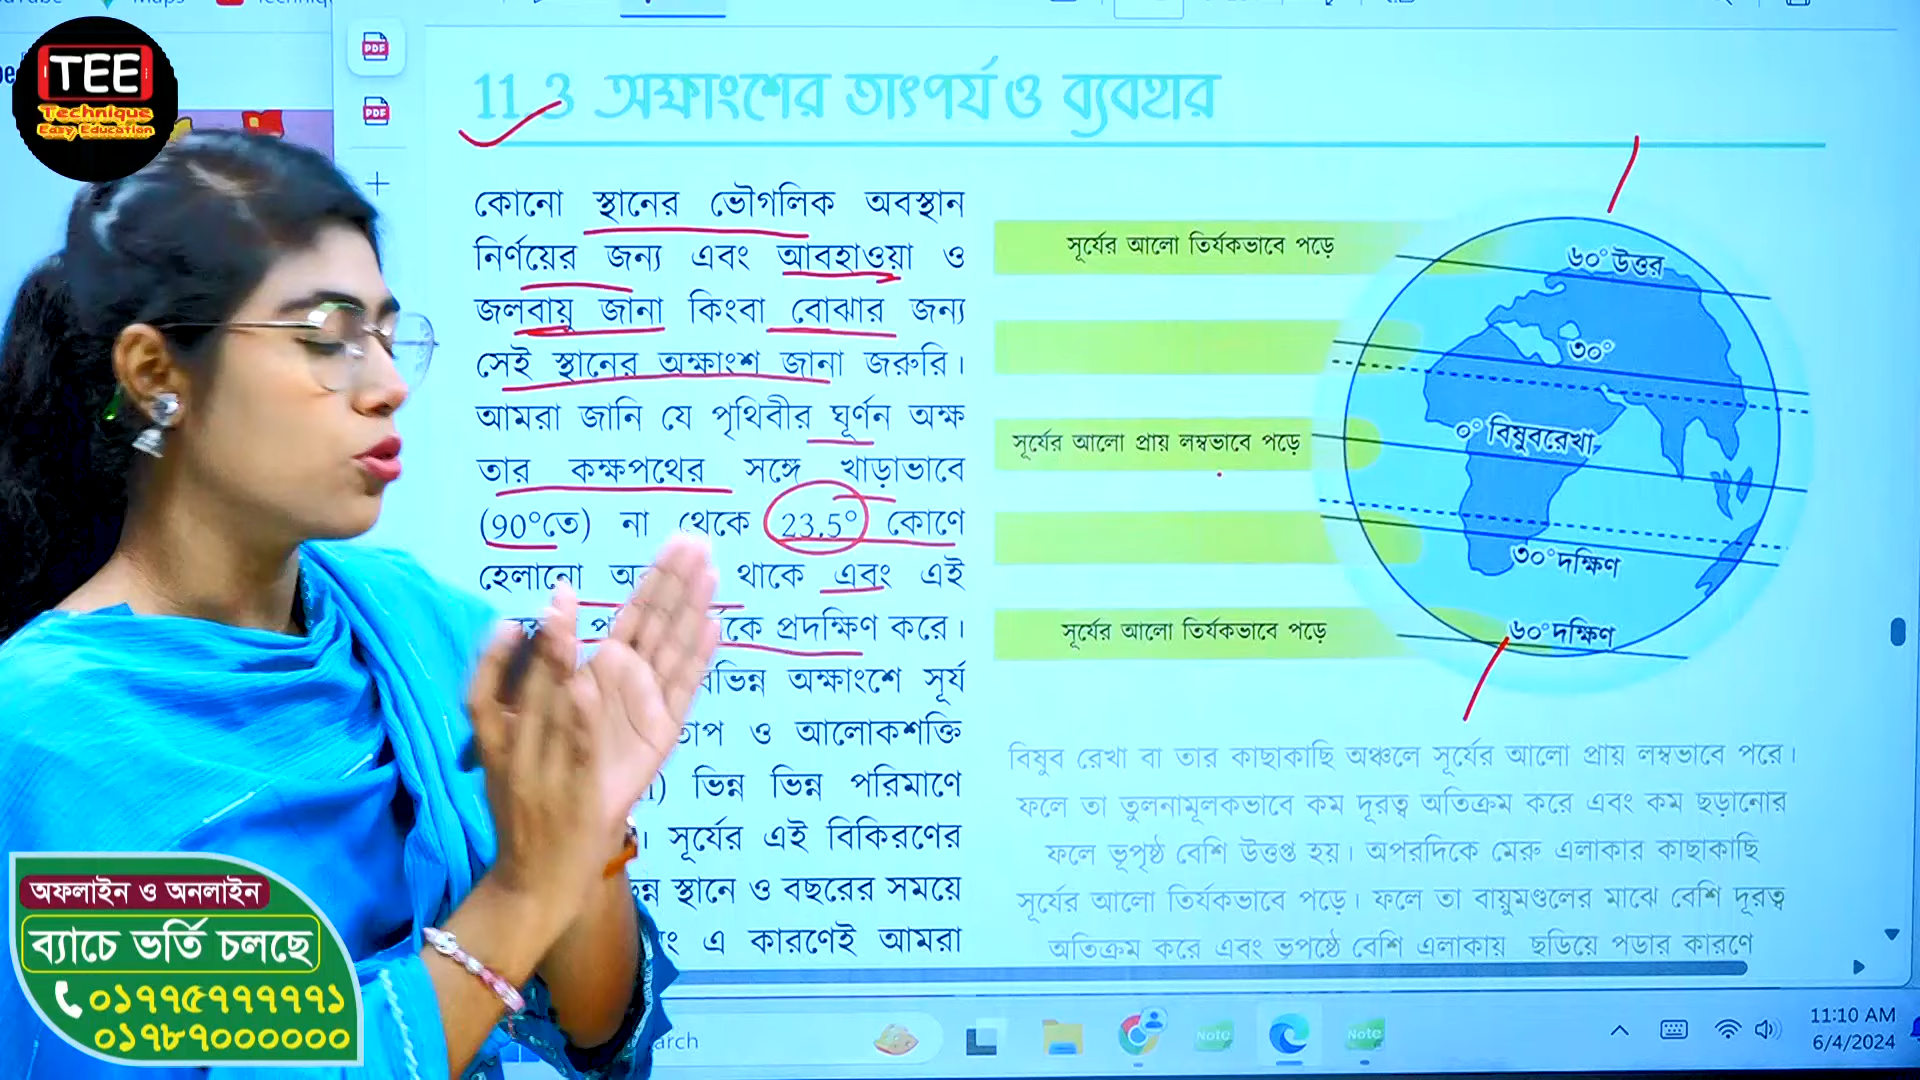 TEE
Technique
Easy Education
PDF
PDF
11.3 অক্ষাংশের তাৎপর্য ও ব্যবহার
কোনো স্থানের ভৌগলিক অবস্থান
নির্ণয়ের জন্য এবং আবহাওয়া ও
জলবায়ু জানা কিংবা বোঝার জন্য
সেই স্থানের অক্ষাংশ জানা জরুরি।
আমরা জানি যে পৃথিবীর ঘূর্ণন অক্ষ
তার কক্ষপথের সঙ্গে খাড়াভাবে
(90°তে) না থেকে 23.5° কোণে
হেলানো থাকে এবং এই
প্রদক্ষিণ করে।
অক্ষাংশে সূর্য
ও আলোকশক্তি
ভিন্ন ভিন্ন পরিমাণে
। সূর্যের এই বিকিরণের
স্থানে ও বছরের সময়ে
এ কারণেই আমরা
সূর্যের আলো তির্যকভাবে পড়ে
সূর্যের আলো প্রায় লম্বভাবে পড়ে
সূর্যের আলো তির্যকভাবে পড়ে
৬০° উত্তর
৩০°
০° বিষুবরেখা
৩০° দক্ষিণ
৬০° দক্ষিণ
বিষুব রেখা বা তার কাছাকাছি অঞ্চলে সূর্যের আলো প্রায় লম্বভাবে পরে।
ফলে তা তুলনামূলকভাবে কম দূরত্ব অতিক্রম করে এবং কম ছড়ানোর
ফলে ভূপৃষ্ঠ বেশি উত্তপ্ত হয়। অপরদিকে মেরু এলাকার কাছাকাছি
সূর্যের আলো তির্যকভাবে পড়ে। ফলে তা বায়ুমণ্ডলের মাঝে বেশি দূরত্ব
অতিক্রম করে এবং ভূপৃষ্ঠে বেশি এলাকায় ছড়িয়ে পড়ার কারণে
অফলাইন ও অনলাইন
ব্যাচে ভর্তি চলছে
০১৭৭৫৭৭৭৭৭১
০১৭৮৭০০০০০০
Note
Note
11:10 AM
6/4/2024